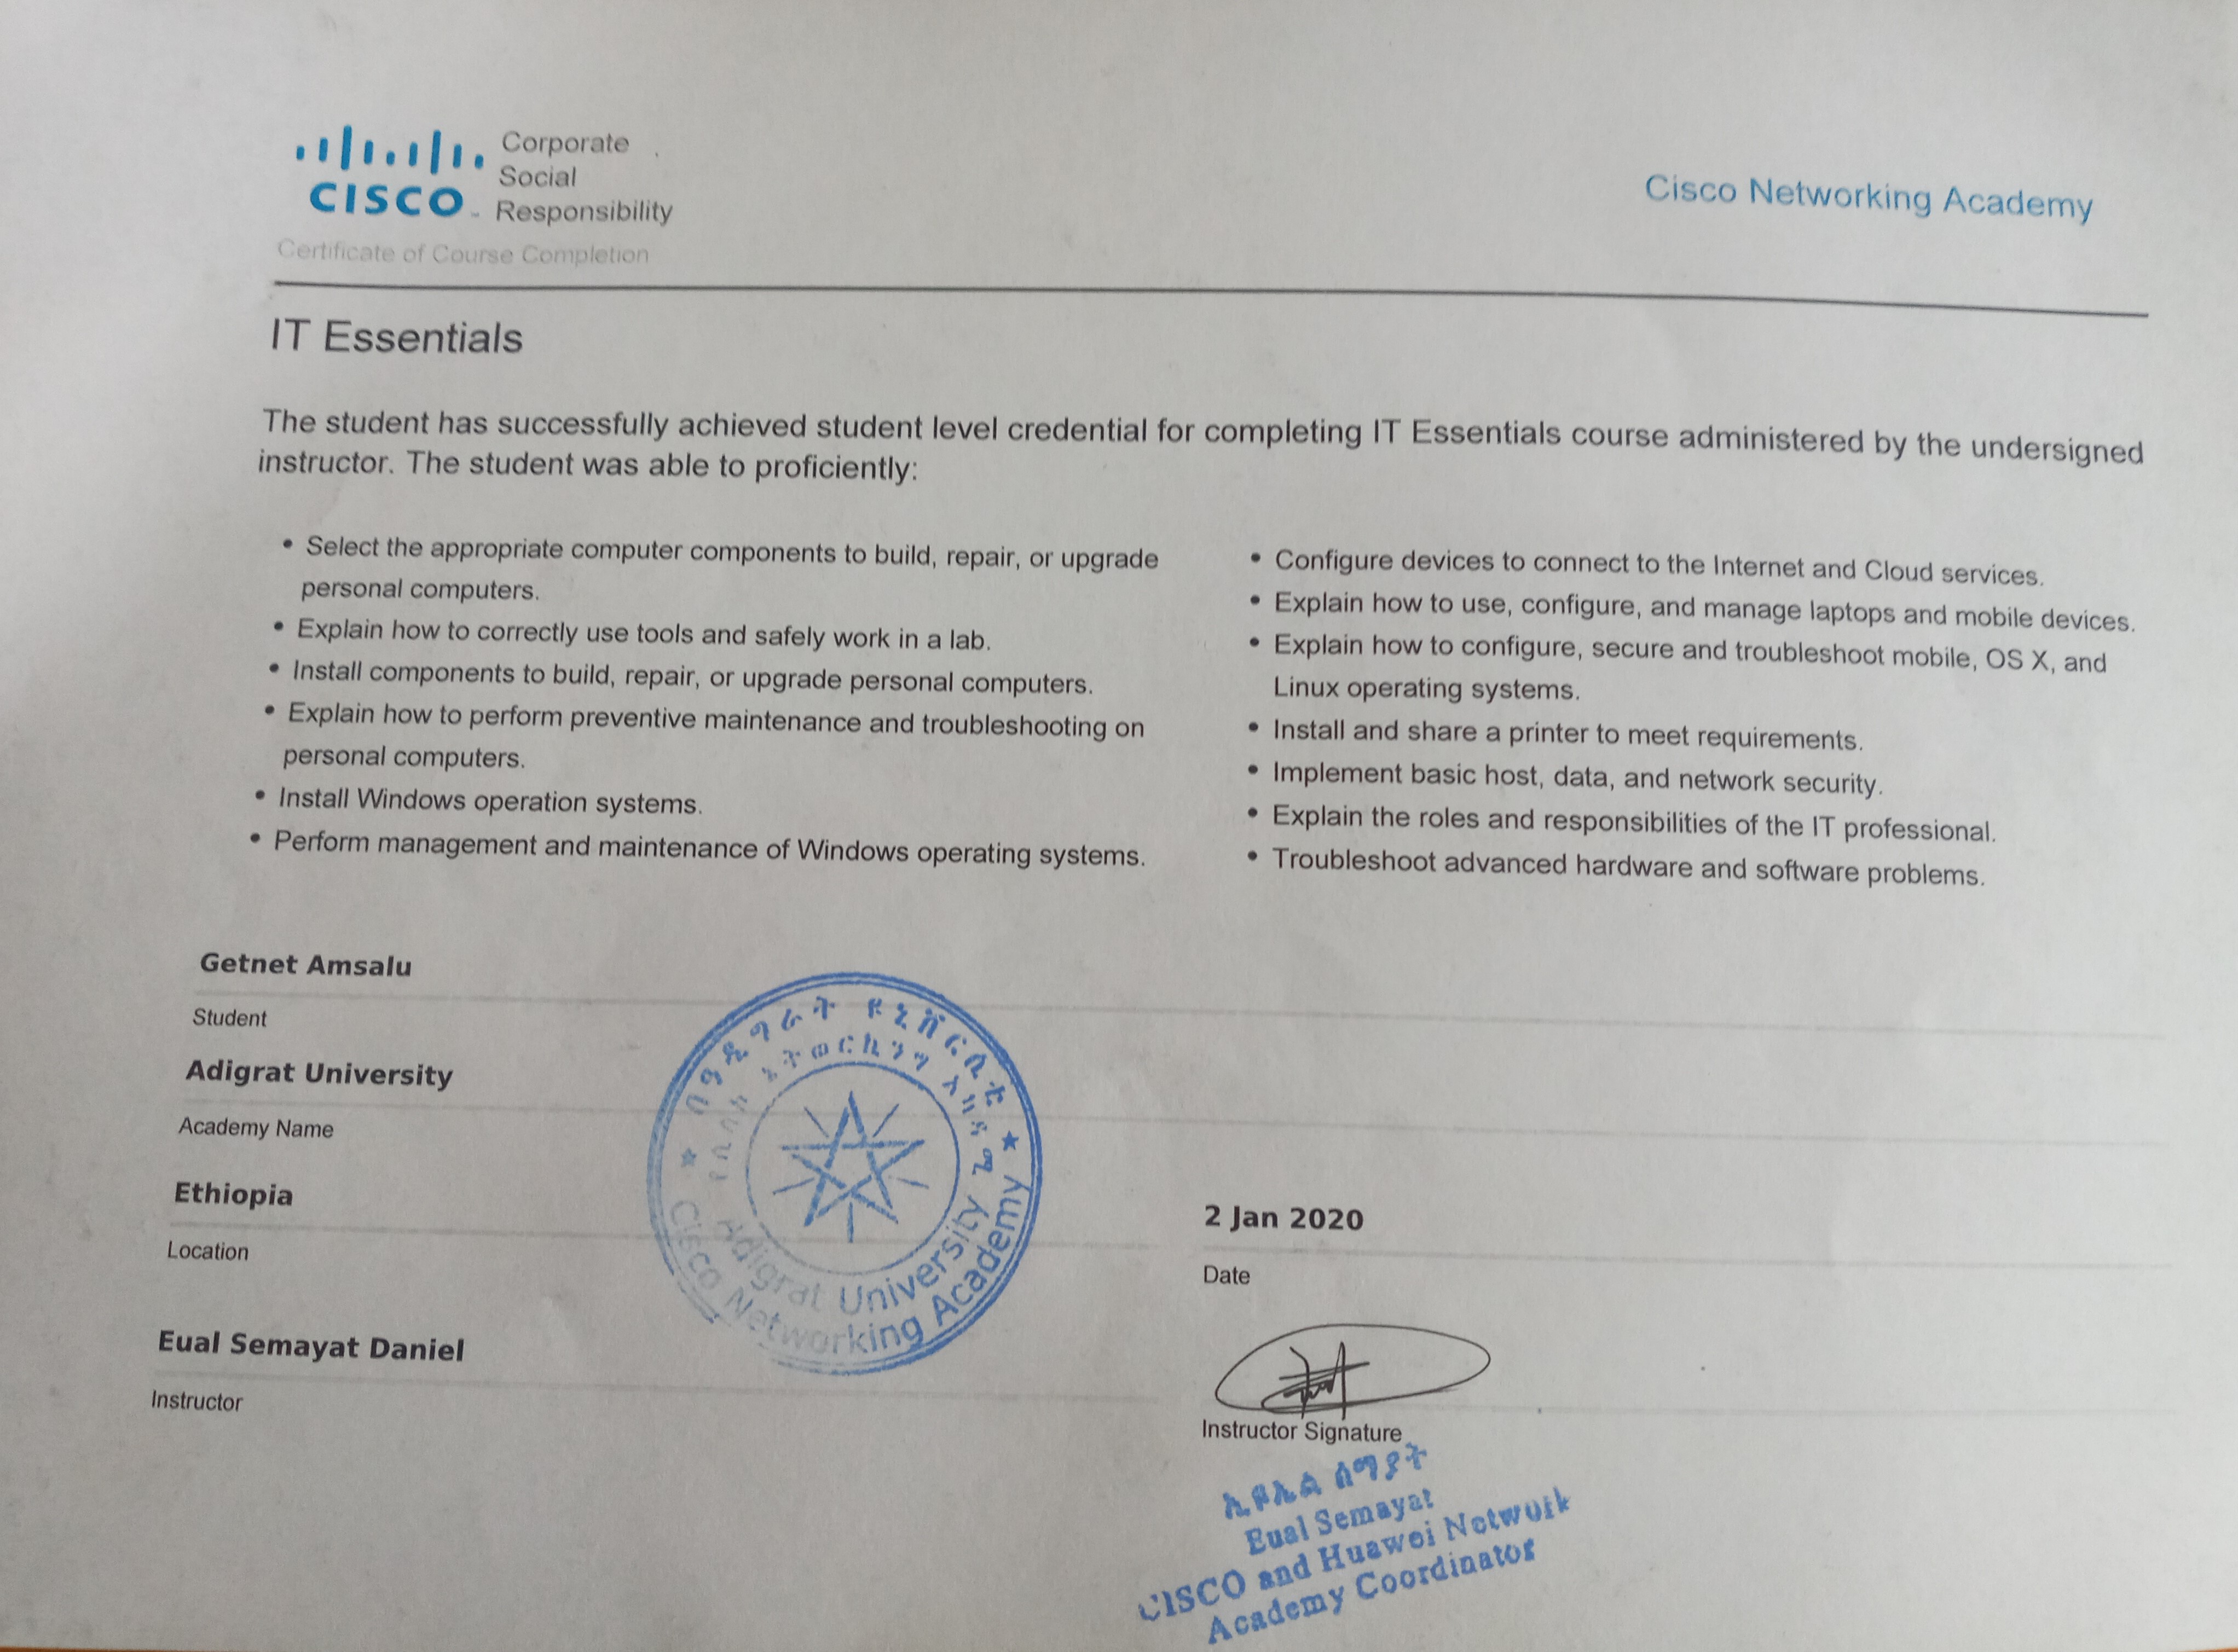 Corporate
Social
Responsibility
CISCO
Cisco Networking Academy
Certificate of Course Completion
IT Essentials
The student has successfully achieved student level credential for completing IT Essentials course administered by the undersigned
instructor. The student was able to proficiently:
• Select the appropriate computer components to build, repair, or upgrade
personal computers.
• Explain how to correctly use tools and safely work in a lab.
• Install components to build, repair, or upgrade personal computers.
• Explain how to perform preventive maintenance and troubleshooting on
personal computers.
• Install Windows operation systems.
• Perform management and maintenance of Windows operating systems.
• Configure devices to connect to the Internet and Cloud services.
• Explain how to use, configure, and manage laptops and mobile devices.
• Explain how to configure, secure and troubleshoot mobile, OS X, and
Linux operating systems.
• Install and share a printer to meet requirements.
• Implement basic host, data, and network security.
• Explain the roles and responsibilities of the IT professional.
• Troubleshoot advanced hardware and software problems.
Getnet Amsalu
Student
Adigrat University
Academy Name
Ethiopia
Location
2 Jan 2020
Date
Eual Semayat Daniel
Instructor
Instructor Signature
በዓዲግራት ዩኒቨርሲቲ
የሲስኮ ኔትወርኪንግ አካዳሚ
Adigrat University
Cisco Networking Academy
ኢዩኤል ሰማያት
Eual Semayat
CISCO and Huawei Network
Academy Coordinator